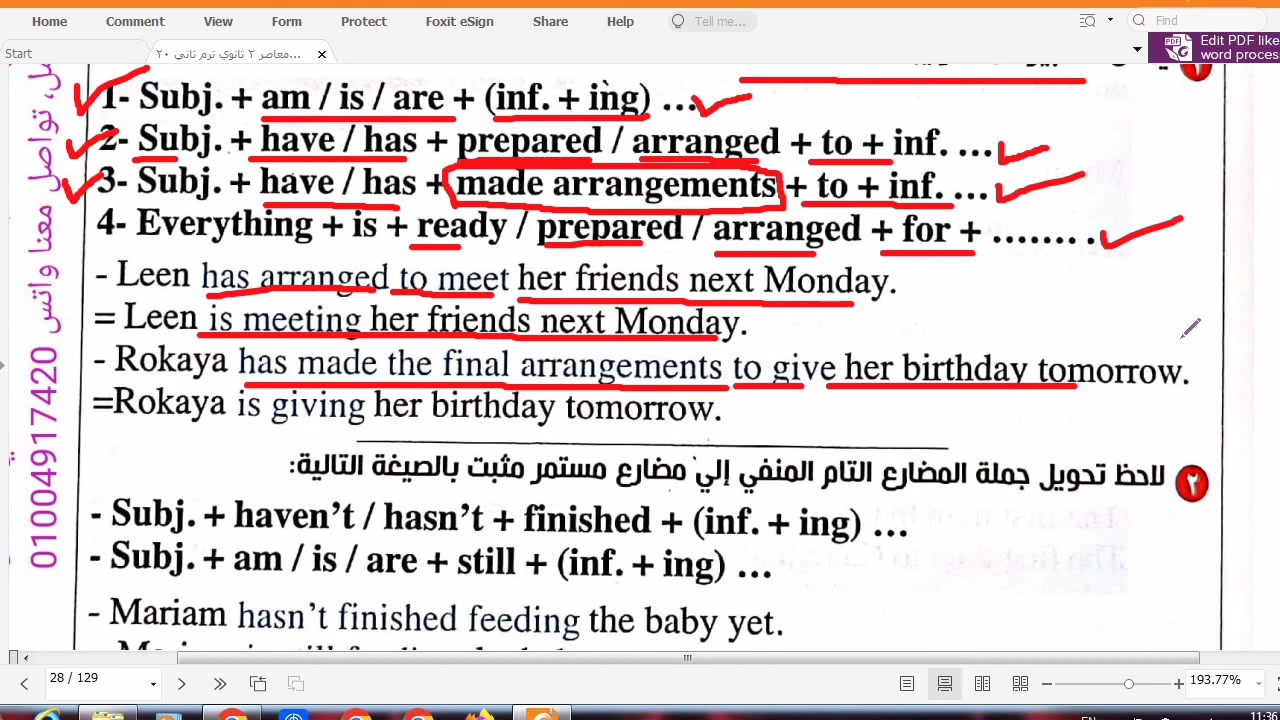 Home Comment View Form Protect Foxit eSign Share Help Tell me... Find
Start
معاصر ٢ ثانوي ترم تاني ٢٠...
Edit PDF like
word proces
1- Subj. + am / is / are + (inf. + ing) ...
2- Subj. + have / has + prepared / arranged + to + inf. ...
3- Subj. + have / has + made arrangements + to + inf. ...
4- Everything + is + ready / prepared / arranged + for + ....... .
- Leen has arranged to meet her friends next Monday.
= Leen is meeting her friends next Monday.
- Rokaya has made the final arrangements to give her birthday tomorrow.
=Rokaya is giving her birthday tomorrow.
٢ للاحظ تحويل جملة المضارع التام المنفي إلي مضارع مستمر مثبت بالصيغة التالية:
- Subj. + haven't / hasn't + finished + (inf. + ing) ...
- Subj. + am / is / are + still + (inf. + ing) ...
- Mariam hasn't finished feeding the baby yet.
تواصل معنا واتس 01004917420
28 / 129
193.77%
EN
11:26